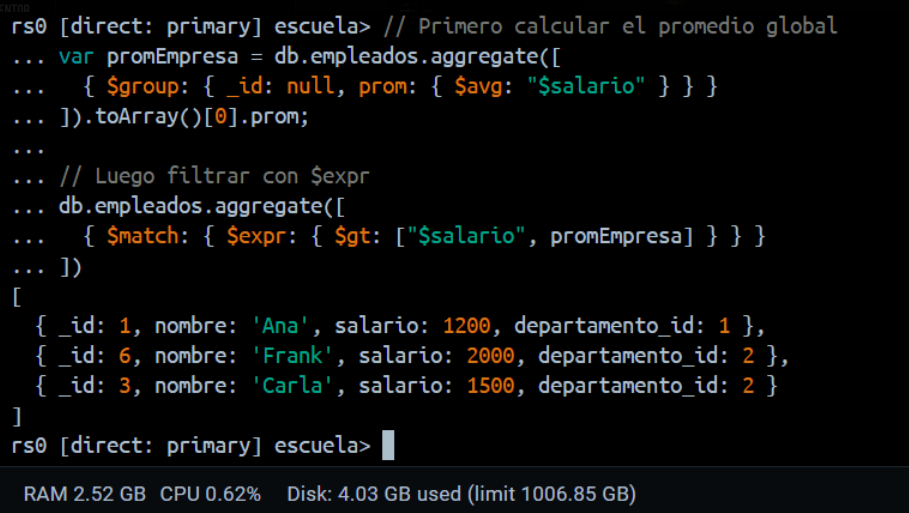 rs0 [direct: primary] escuela> // Primero calcular el promedio global
... var promEmpresa = db.empleados.aggregate([
...   { $group: { _id: null, prom: { $avg: "$salario" } } }
... ]).toArray()[0].prom;
...
... // Luego filtrar con $expr
... db.empleados.aggregate([
...   { $match: { $expr: { $gt: ["$salario", promEmpresa] } } }
... ])
[
  { _id: 1, nombre: 'Ana', salario: 1200, departamento_id: 1 },
  { _id: 6, nombre: 'Frank', salario: 2000, departamento_id: 2 },
  { _id: 3, nombre: 'Carla', salario: 1500, departamento_id: 2 }
]
rs0 [direct: primary] escuela>
RAM 2.52 GB CPU 0.62% Disk: 4.03 GB used (limit 1006.85 GB)